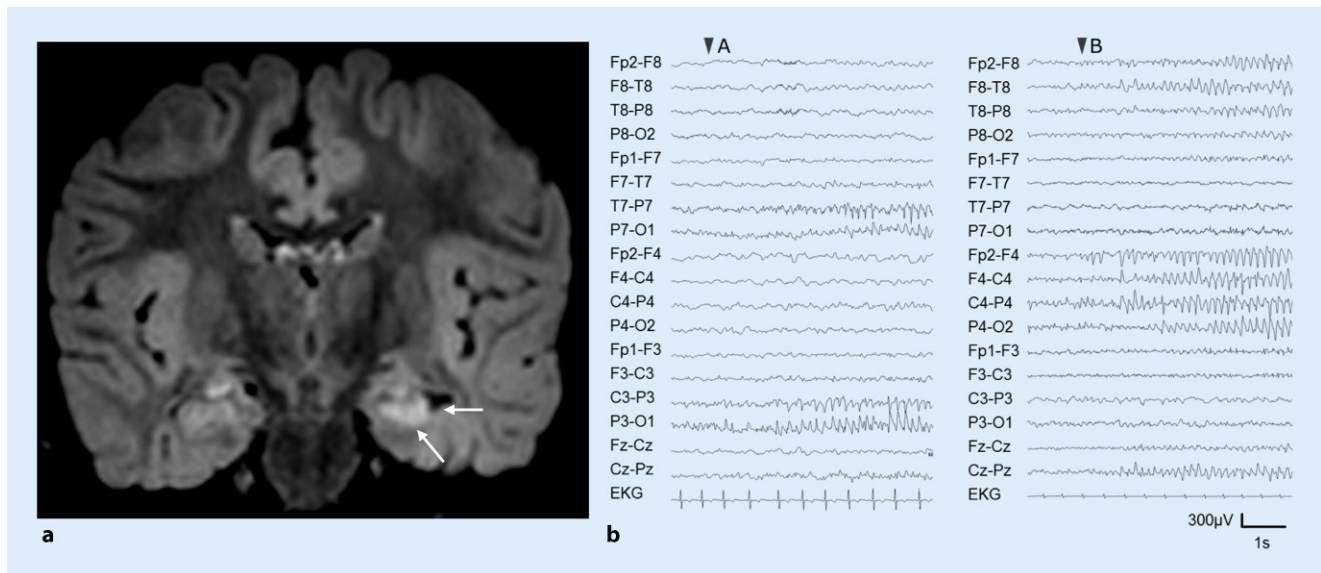 A
Fp2-F8
F8-T8
T8-P8
P8-O2
Fp1-F7
F7-T7
T7-P7
P7-O1
Fp2-F4
F4-C4
C4-P4
P4-O2
Fp1-F3
F3-C3
C3-P3
P3-O1
Fz-Cz
Cz-Pz
EKG
B
Fp2-F8
F8-T8
T8-P8
P8-O2
Fp1-F7
F7-T7
T7-P7
P7-O1
Fp2-F4
F4-C4
C4-P4
P4-O2
Fp1-F3
F3-C3
C3-P3
P3-O1
Fz-Cz
Cz-Pz
EKG
300µV
1s
a
b